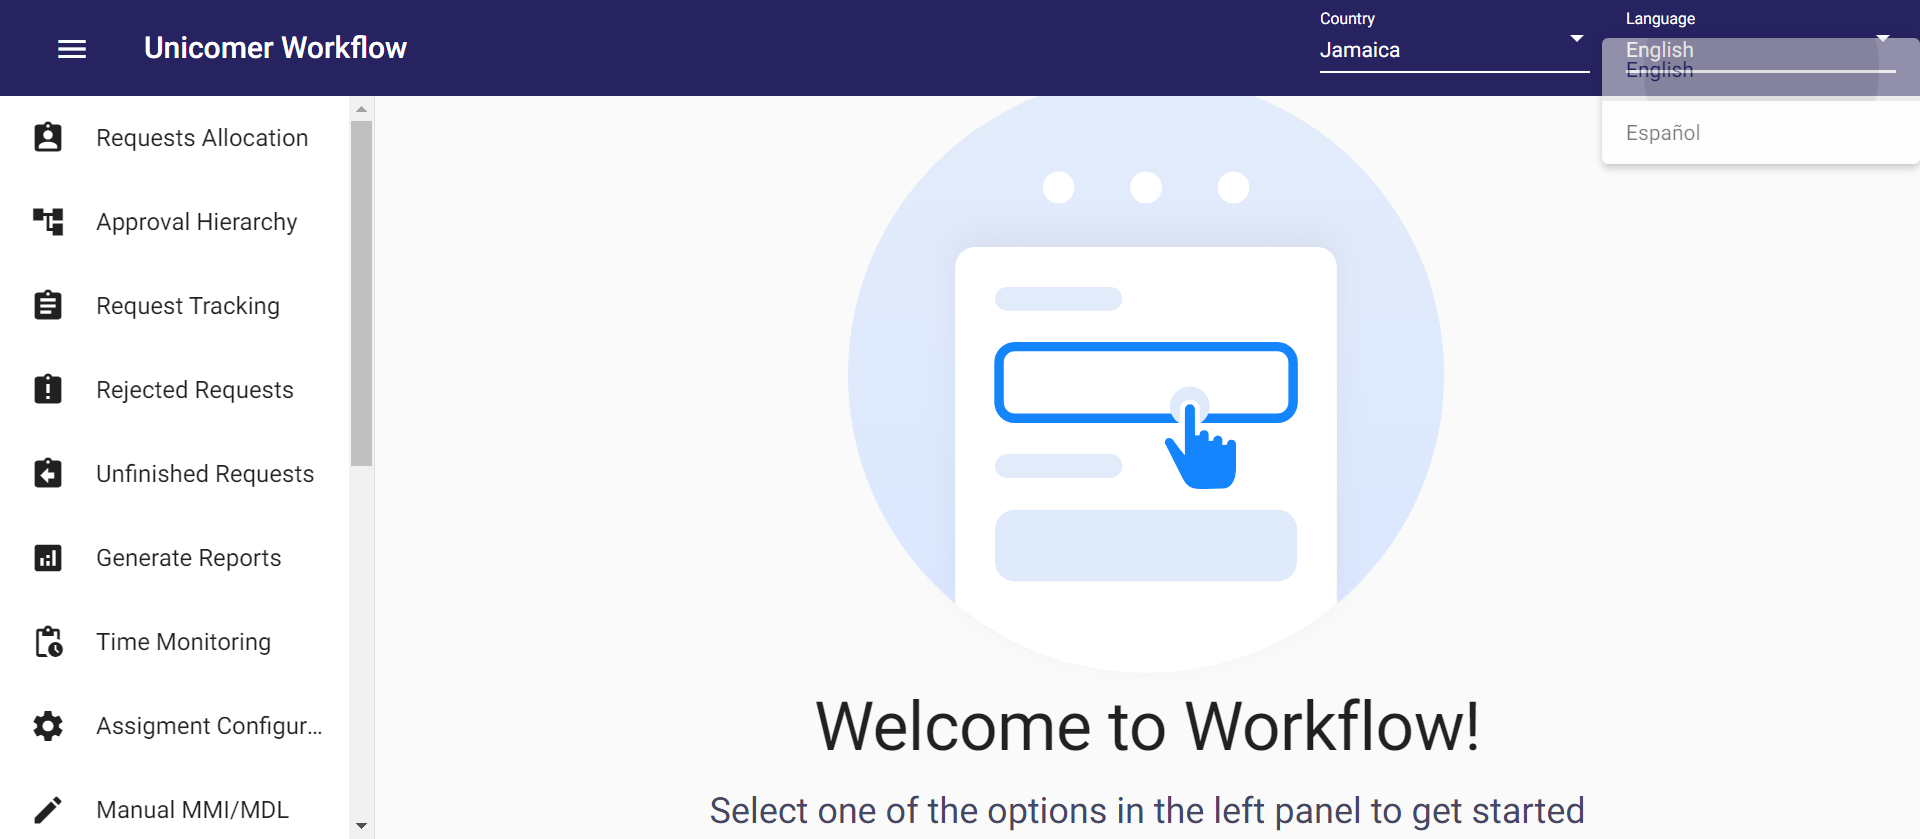 Unicomer Workflow
Country
Jamaica
Language
English
English
Español
Requests Allocation
Approval Hierarchy
Request Tracking
Rejected Requests
Unfinished Requests
Generate Reports
Time Monitoring
Assigment Configur...
Manual MMI/MDL
Welcome to Workflow!
Select one of the options in the left panel to get started